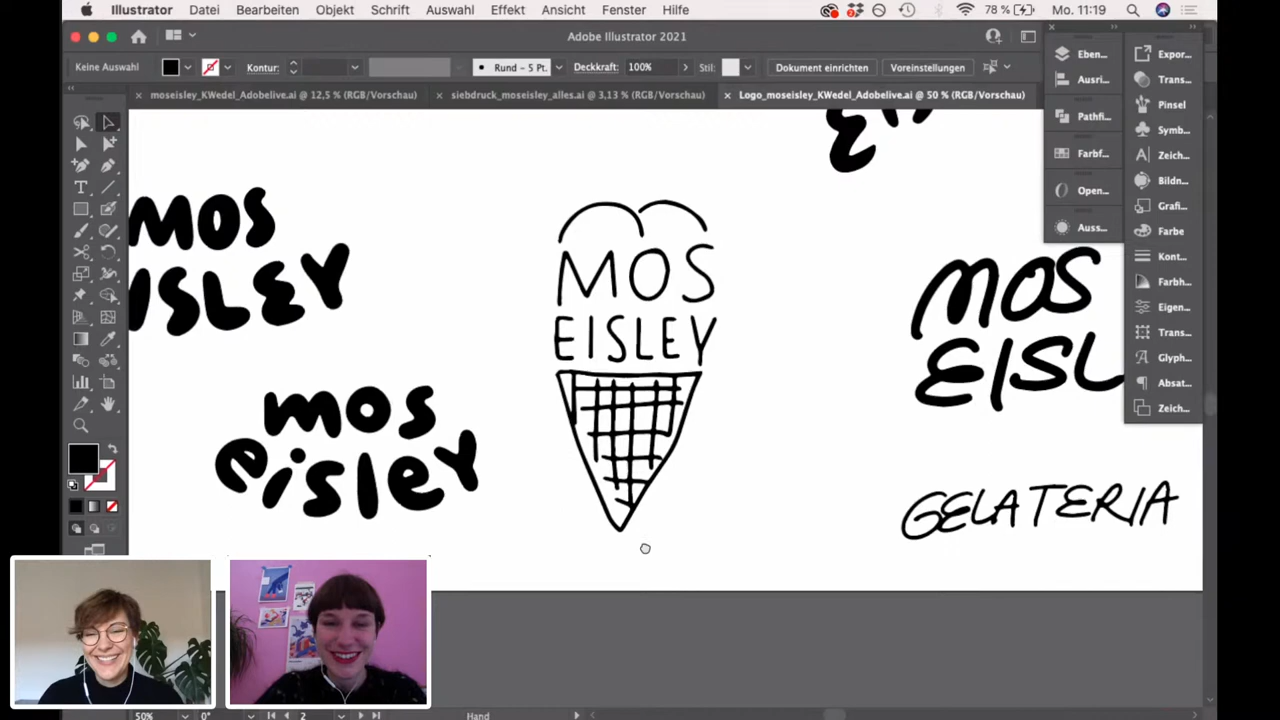 Illustrator Datei Bearbeiten Objekt Schrift Auswahl Effekt Ansicht Fenster Hilfe 2 78 % Mo. 11:19
Adobe Illustrator 2021
Keine Auswahl Kontur: Rund - 5 Pt. Deckkraft: 100% Stil: Dokument einrichten Voreinstellungen
moseisley_KWedel_Adobelive.ai @ 12,5 % (RGB/Vorschau) siebdruck_moseisley_alles.ai @ 3,13 % (RGB/Vorschau) Logo_moseisley_KWedel_Adobelive.ai @ 50 % (RGB/Vorschau)
Eben...
Ausri...
Pathfi...
Farbf...
Open...
Auss...
Expor...
Trans...
Pinsel
Symb...
Zeich...
Bildn...
Grafi...
Farbe
Kont...
Farbh...
Eigen...
Trans...
Glyph...
Absat...
Zeich...
EIS
MOS
ISLEY
mos
eisley
MOS
EISLEY
MOS
EISL
GELATERIA
50% 0° 2 Hand